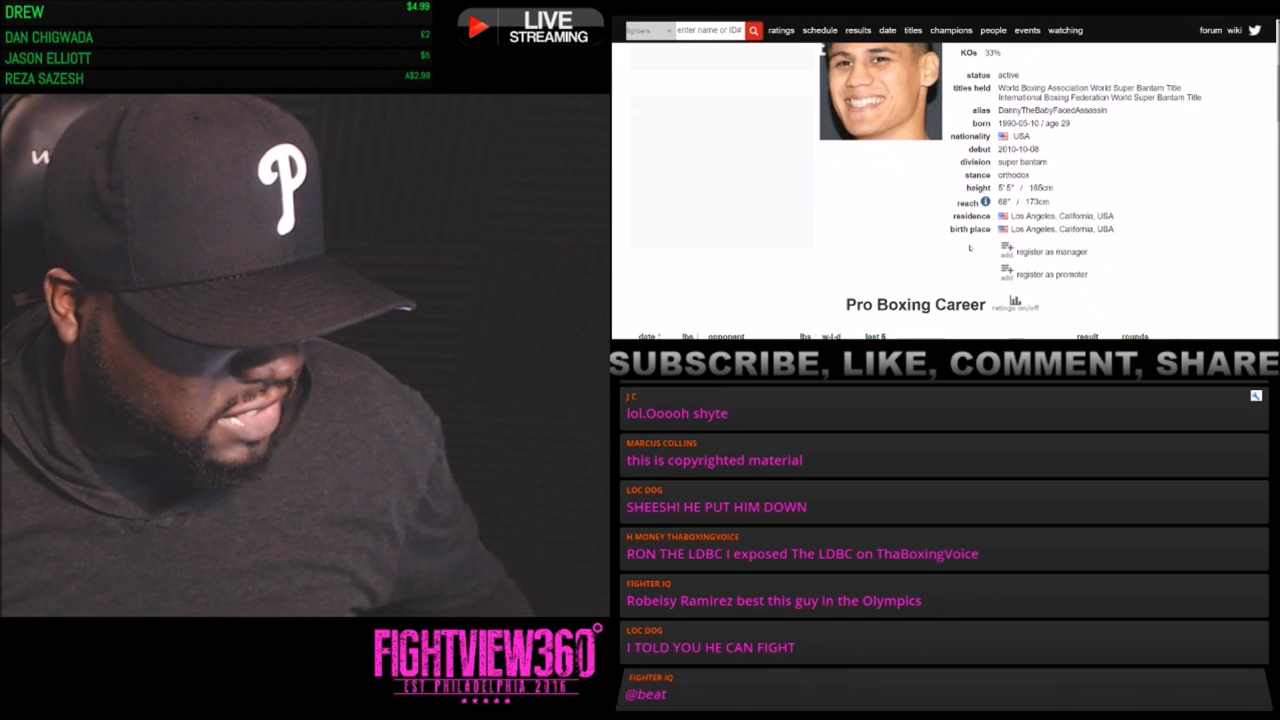 DREW $4.99
DAN CHIGWADA £2
JASON ELLIOTT $5
REZA SAZESH A$2.99
LIVE
STREAMING
P
fighters enter name or ID# ratings schedule results date titles champions people events watching forum wiki
KOs 33%
status active
titles held World Boxing Association World Super Bantam Title
International Boxing Federation World Super Bantam Title
alias DannyTheBabyFacedAssassin
born 1990-05-10 / age 29
nationality USA
debut 2010-10-08
division super bantam
stance orthodox
height 5' 5" / 165cm
reach 68" / 173cm
residence Los Angeles, California, USA
birth place Los Angeles, California, USA
add register as manager
add register as promoter
Pro Boxing Career ratings on/off
date lbs opponent lbs w-l-d last 6 result rounds
SUBSCRIBE, LIKE, COMMENT, SHARE
J C
lol.Ooooh shyte
MARCUS COLLINS
this is copyrighted material
LOC DOG
SHEESH! HE PUT HIM DOWN
H MONEY THABOXINGVOICE
RON THE LDBC I exposed The LDBC on ThaBoxingVoice
FIGHTER IQ
Robeisy Ramirez best this guy in the Olympics
LOC DOG
I TOLD YOU HE CAN FIGHT
FIGHTER IQ
@beat
FIGHTVIEW360°
EST PHILADELPHIA 2016